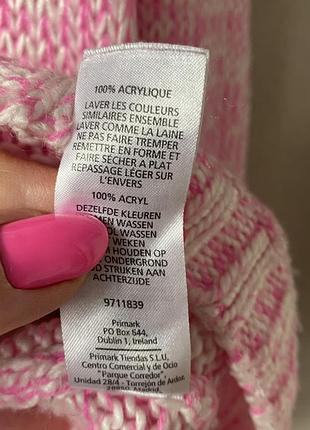 100% ACRYLIQUE
LAVER LES COULEURS
SIMILAIRES ENSEMBLE
LAVER COMME LA LAINE
NE PAS FAIRE TREMPER
REMETTRE EN FORME ET
FAIRE SÉCHER A PLAT
REPASSAGE LÉGER SUR
L'ENVERS
100% ACRYL
DEZELFDE KLEUREN
WASSEN
WASSEN
WEKEN
HOUDEN OP
ONDERGROND
STRIJKEN AAN
ACHTERZIJDE
9711839
Primark
PO Box 644,
Dublin 1, Ireland
Primark Tiendas S.L.U,
Centro Comercial y de Ocio
"Parque Corredor",
Unidad 28/4 - Torrejón de Ardoz,
28850, Madrid